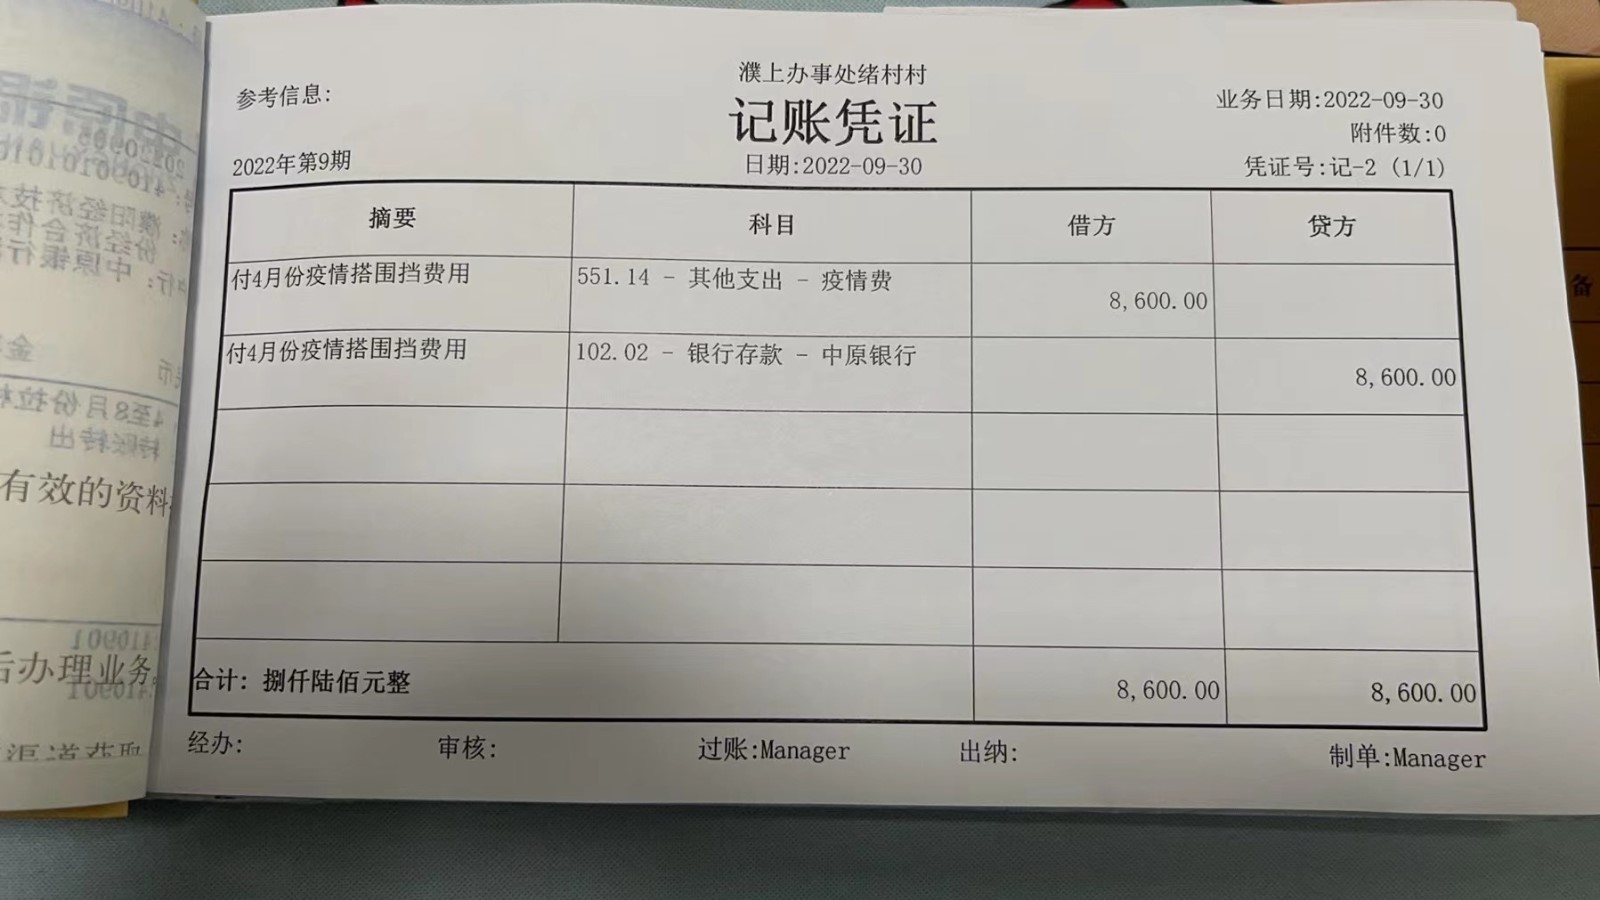 濮上办事处绪村村
参考信息:
记账凭证
业务日期:2022-09-30
附件数:0
2022年第9期
日期:2022-09-30
凭证号:记-2 (1/1)
摘要 科目 借方 贷方
付4月份疫情搭围挡费用 551.14 - 其他支出 - 疫情费 8,600.00
付4月份疫情搭围挡费用 102.02 - 银行存款 - 中原银行 8,600.00
合计: 捌仟陆佰元整 8,600.00 8,600.00
经办: 审核: 过账:Manager 出纳: 制单:Manager
有效的资料
后办理业务
备